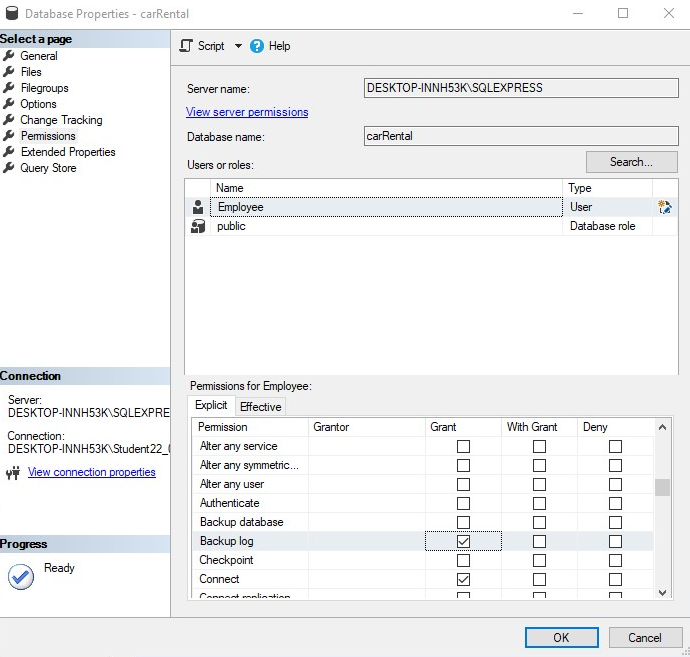 Database Properties - carRental
Select a page
General
Files
Filegroups
Options
Change Tracking
Permissions
Extended Properties
Query Store
Connection
Server:
DESKTOP-INNH53K\SQLEXPRE
Connection:
DESKTOP-INNH53K\Student22_
View connection properties
Progress
Ready
Script Help
Server name: DESKTOP-INNH53K\SQLEXPRESS
View server permissions
Database name: carRental
Users or roles: Search...
Name Type
Employee User
public Database role
Permissions for Employee:
Explicit Effective
Permission Grantor Grant With Grant Deny
Alter any service
Alter any symmetric...
Alter any user
Authenticate
Backup database
Backup log
Checkpoint
Connect
Connect replication
OK Cancel